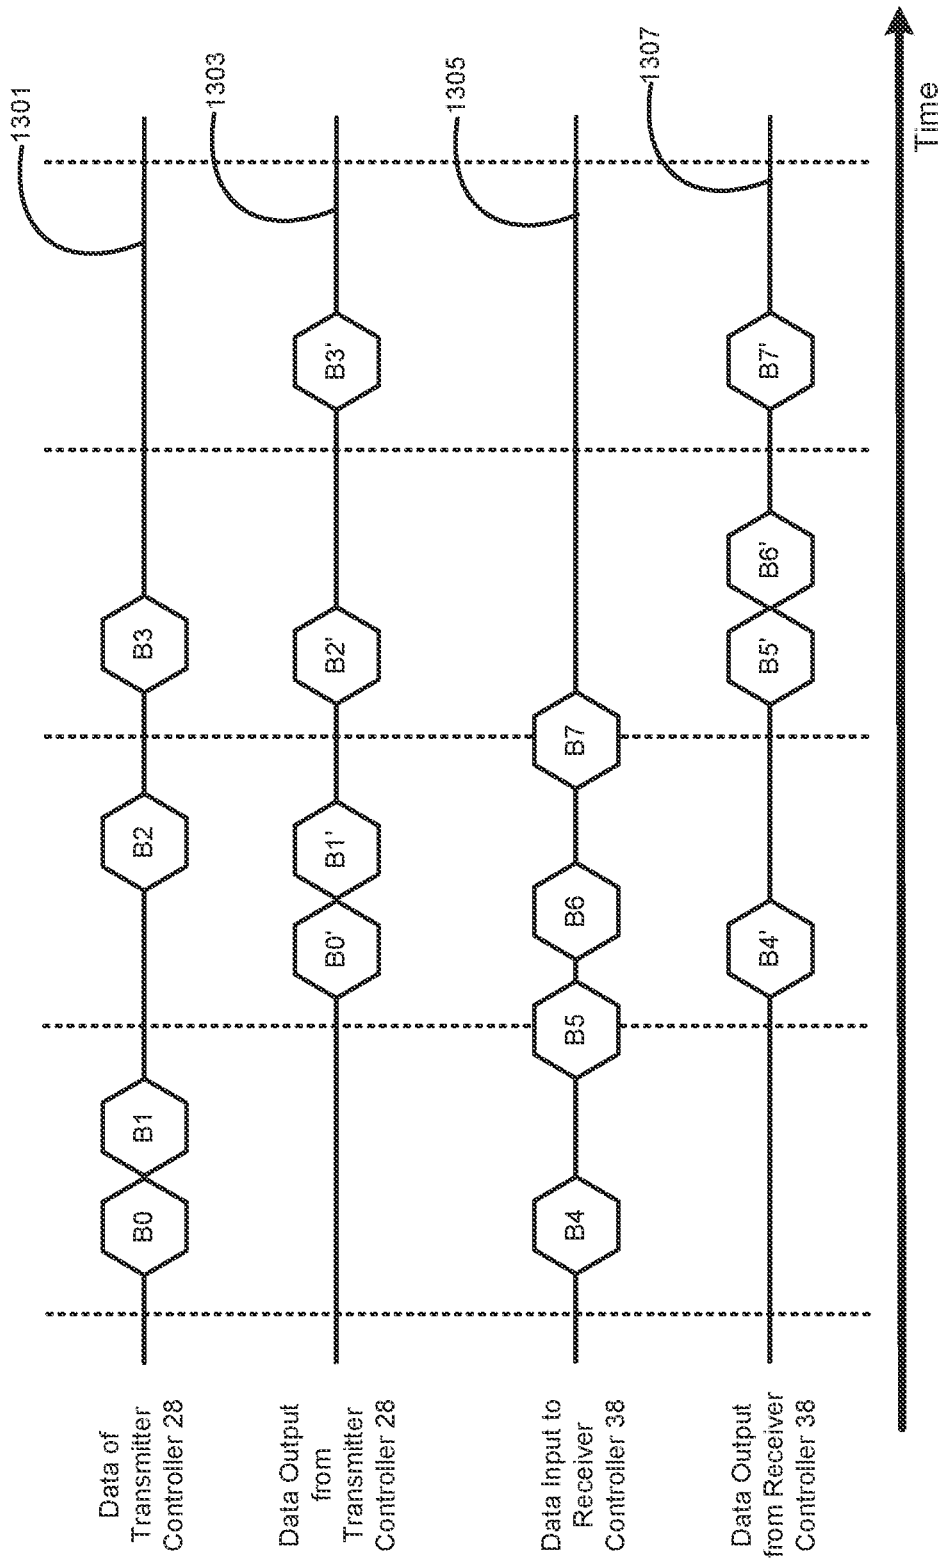 Data of
Transmitter
Controller 28
B0
B1
B2
B3
1301
Data Output
from
Transmitter
Controller 28
B0'
B1'
B2'
B3'
1303
Data Input to
Receiver
Controller 38
B4
B5
B6
B7
1305
Data Output
from Receiver
Controller 38
B4'
B5'
B6'
B7'
1307
Time